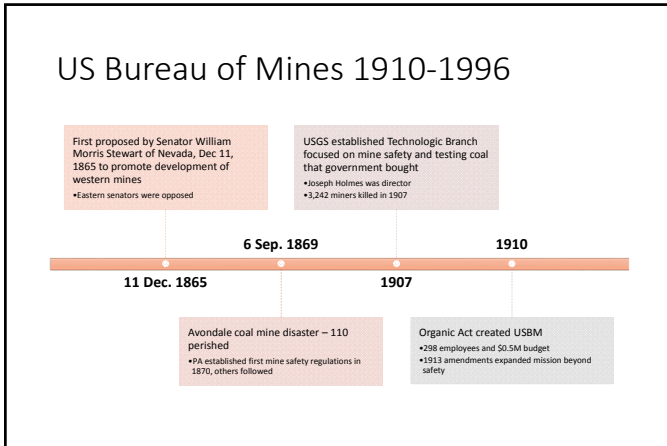 US Bureau of Mines 1910-1996
First proposed by Senator William
Morris Stewart of Nevada, Dec 11,
1865 to promote development of
western mines
•Eastern senators were opposed
USGS established Technologic Branch
focused on mine safety and testing coal
that government bought
•Joseph Holmes was director
•3,242 miners killed in 1907
6 Sep. 1869
1910
11 Dec. 1865
1907
Avondale coal mine disaster – 110
perished
•PA established first mine safety regulations in
1870, others followed
Organic Act created USBM
•298 employees and $0.5M budget
•1913 amendments expanded mission beyond
safety